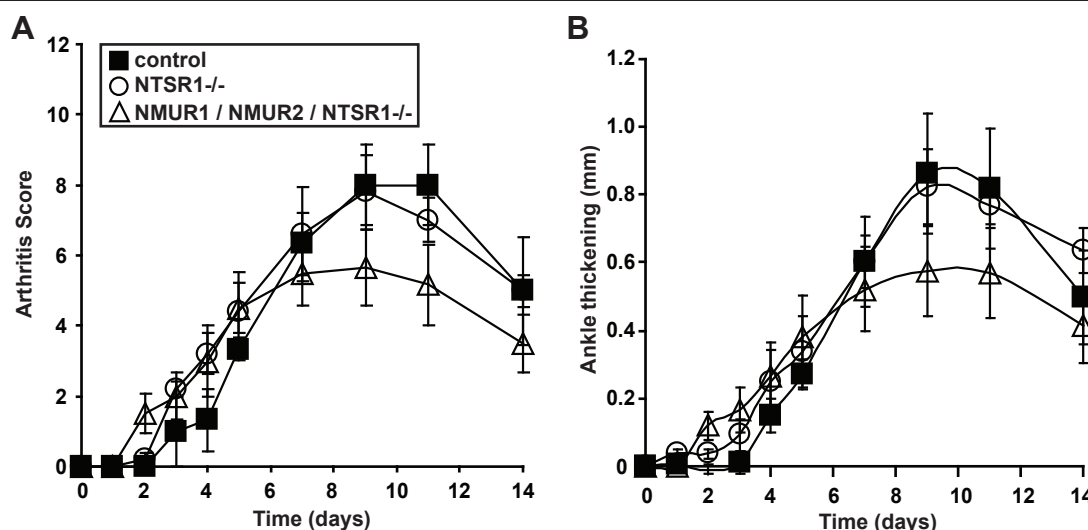 A
12
10
8
6
4
2
0
Arthritis Score
control
NTSR1-/-
NMUR1 / NMUR2 / NTSR1-/-
0 2 4 6 8 10 12 14
Time (days)
B
1.2
1.0
0.8
0.6
0.4
0.2
0
Ankle thickening (mm)
0 2 4 6 8 10 12 14
Time (days)